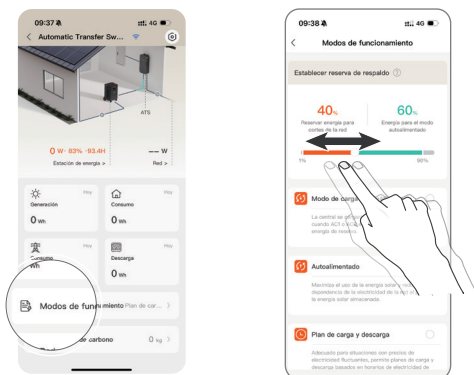 09:37
4G
Automatic Transfer Sw...
ATS
0 W· 83% ·93.4H
-- W
Estación de energía >
Red >
Hoy
Generación
0 Wh
Hoy
Consumo
0 Wh
Hoy
Consumo
Wh
Hoy
Descarga
0 Wh
Modos de funcionamiento Plan de car... >
de carbono
0 kg >
09:38
4G
Modos de funcionamiento
Establecer reserva de respaldo
40%
60%
Reservar energía para
cortes de la red
Energía para el modo
autoalimentado
1%
90%
Modo de carga
La central se
cuando AC1 o
energía de reserva
Autoalimentado
Maximiza el uso de la energía solar y
dependencia de la electricidad de la red
la energía solar almacenada.
Plan de carga y descarga
Adecuado para situaciones con precios de
electricidad fluctuantes, permite planes de carga y
descarga basados en horarios de electricidad de